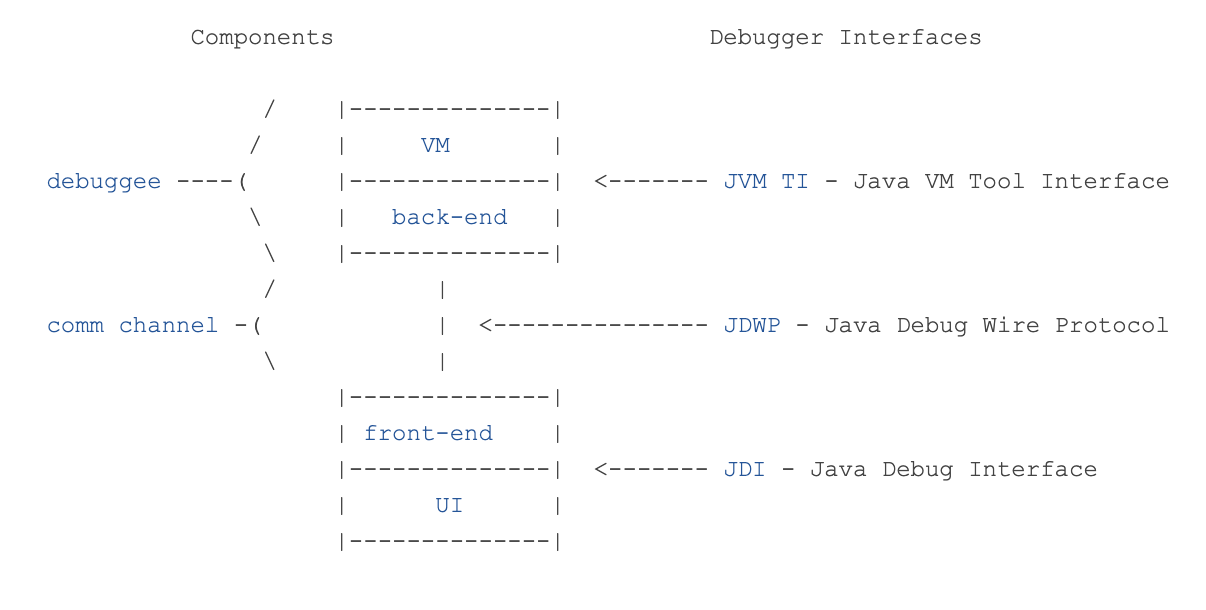 Components                          Debugger Interfaces
               /    |--------------|
              /     |     VM       |
debuggee ----(      |--------------|  <------- JVM TI - Java VM Tool Interface
              \     |   back-end   |
               \    |--------------|
               /           |
comm channel -(            |  <--------------- JDWP - Java Debug Wire Protocol
               \           |
                    |--------------|
                    | front-end    |
                    |--------------|  <------- JDI - Java Debug Interface
                    |      UI      |
                    |--------------|